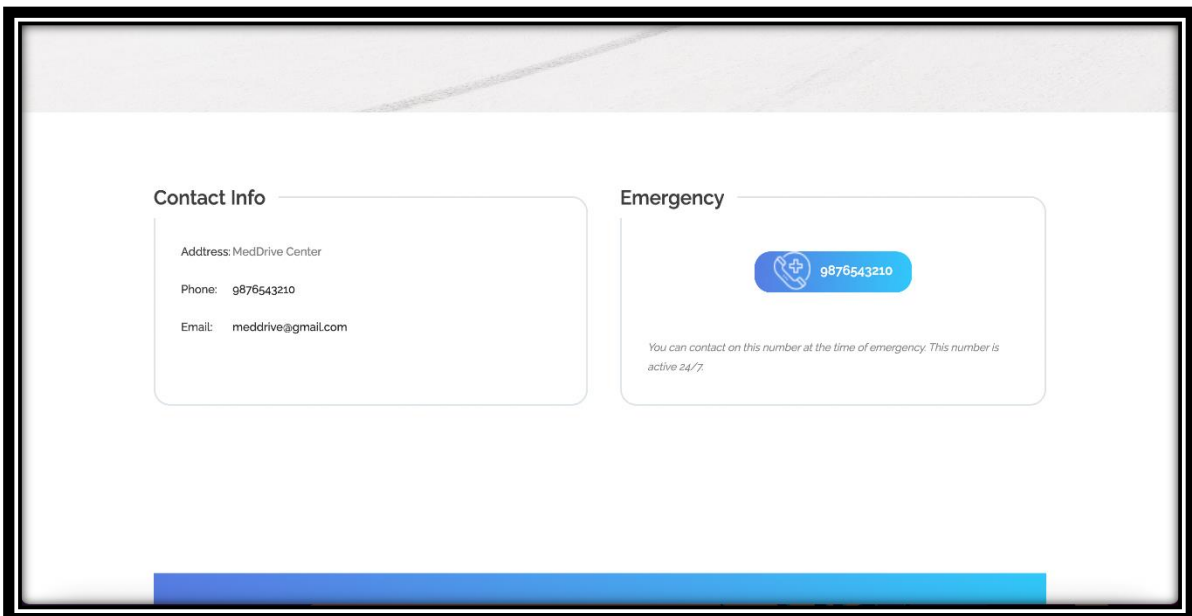 Contact Info
Addtress: MedDrive Center
Phone: 9876543210
Email: meddrive@gmail.com
Emergency
9876543210
You can contact on this number at the time of emergency. This number is
active 24/7.